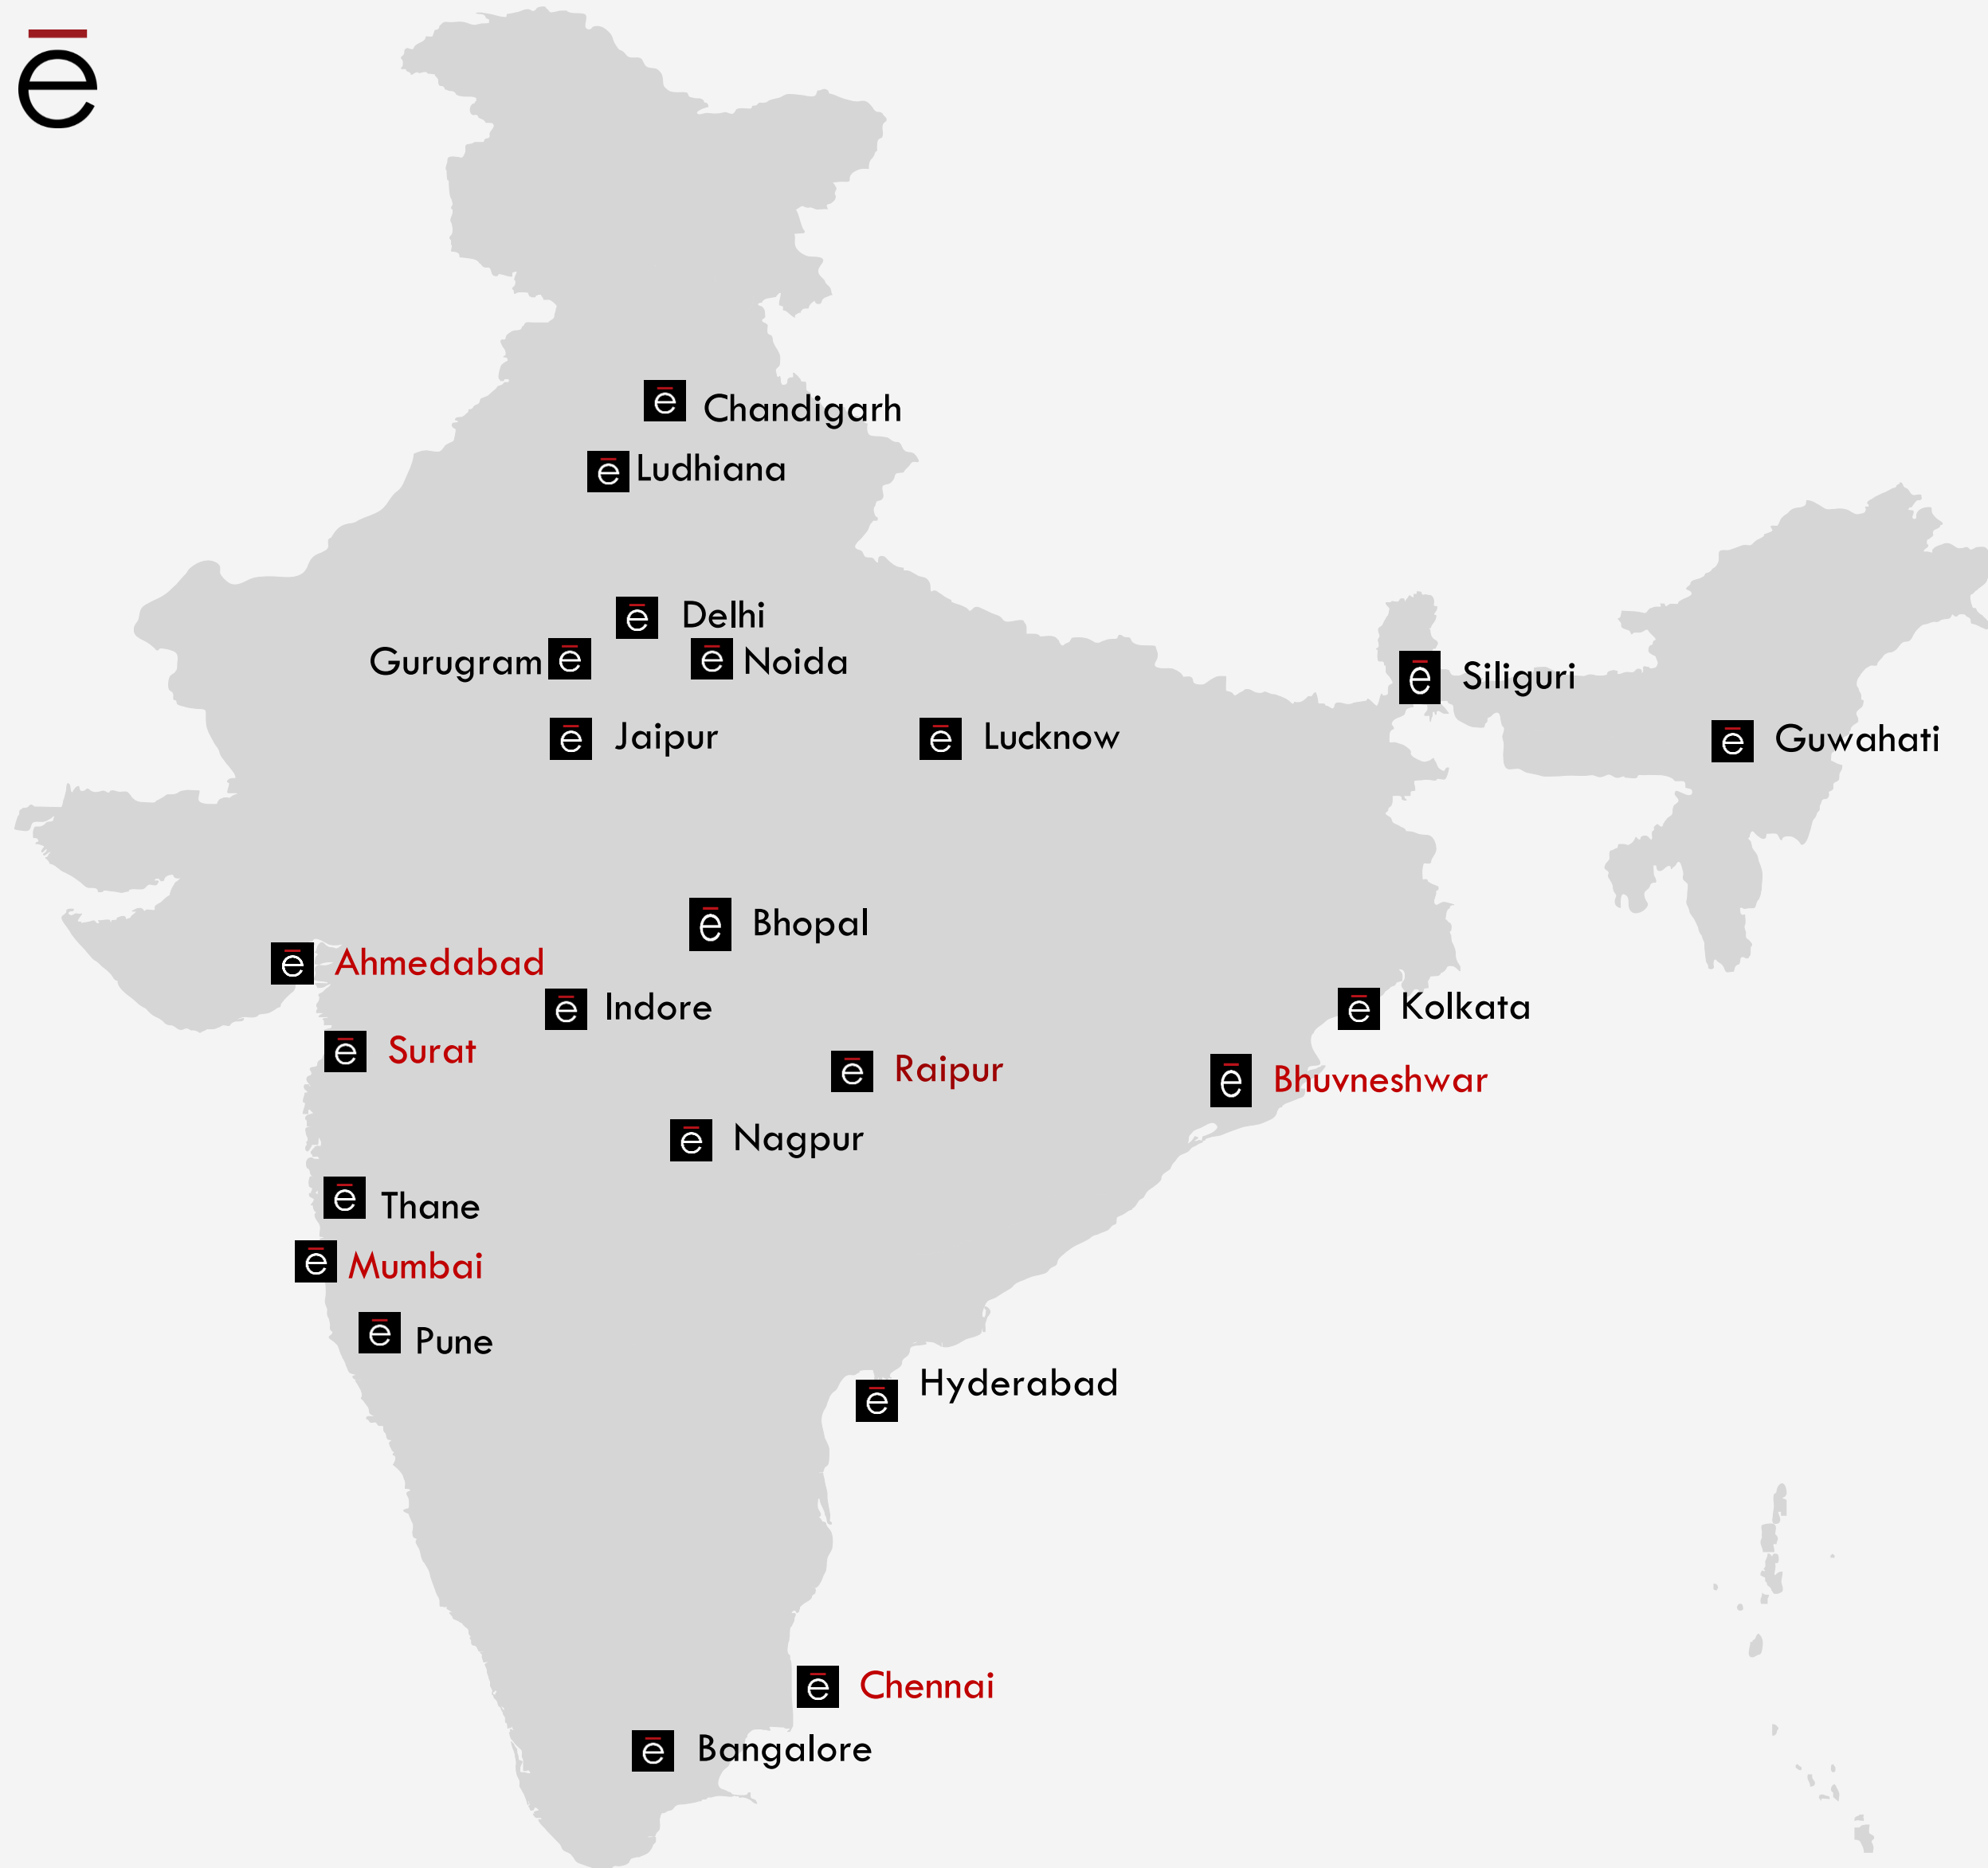 ē
ē Chandigarh
ē Ludhiana
ē Delhi
Gurugram ē
ē Noida
ē Siliguri
ē Jaipur
ē Lucknow
ē Guwahati
ē Bhopal
ē Ahmedabad
ē Indore
ē Kolkata
ē Surat
ē Raipur
ē Bhuvneshwar
ē Nagpur
ē Thane
ē Mumbai
ē Pune
ē Hyderabad
ē Chennai
ē Bangalore